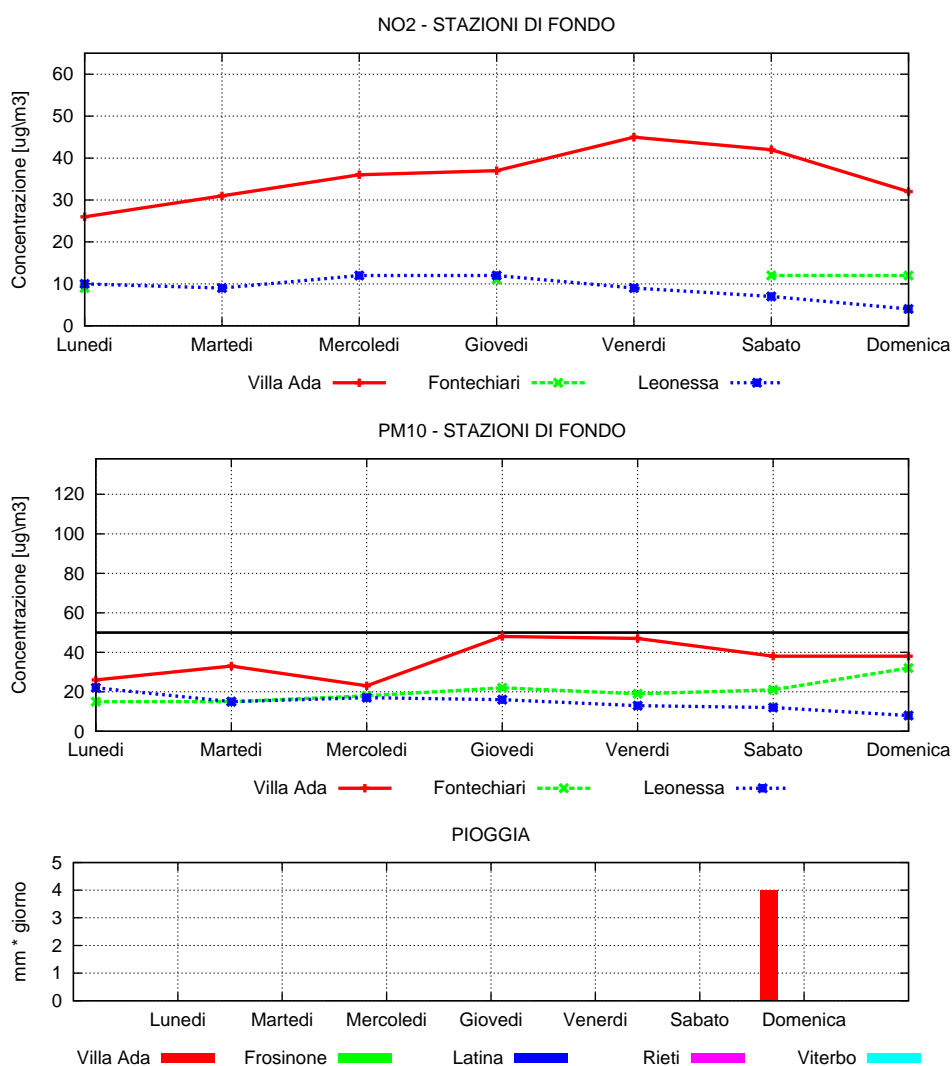 NO2 - STAZIONI DI FONDO
Concentrazione [ug\m3]
60
50
40
30
20
10
0
Lunedi Martedi Mercoledi Giovedi Venerdi Sabato Domenica
Villa Ada Fontechiari Leonessa
PM10 - STAZIONI DI FONDO
Concentrazione [ug\m3]
120
100
80
60
40
20
0
Lunedi Martedi Mercoledi Giovedi Venerdi Sabato Domenica
Villa Ada Fontechiari Leonessa
PIOGGIA
mm * giorno
5
4
3
2
1
0
Lunedi Martedi Mercoledi Giovedi Venerdi Sabato Domenica
Villa Ada Frosinone Latina Rieti Viterbo